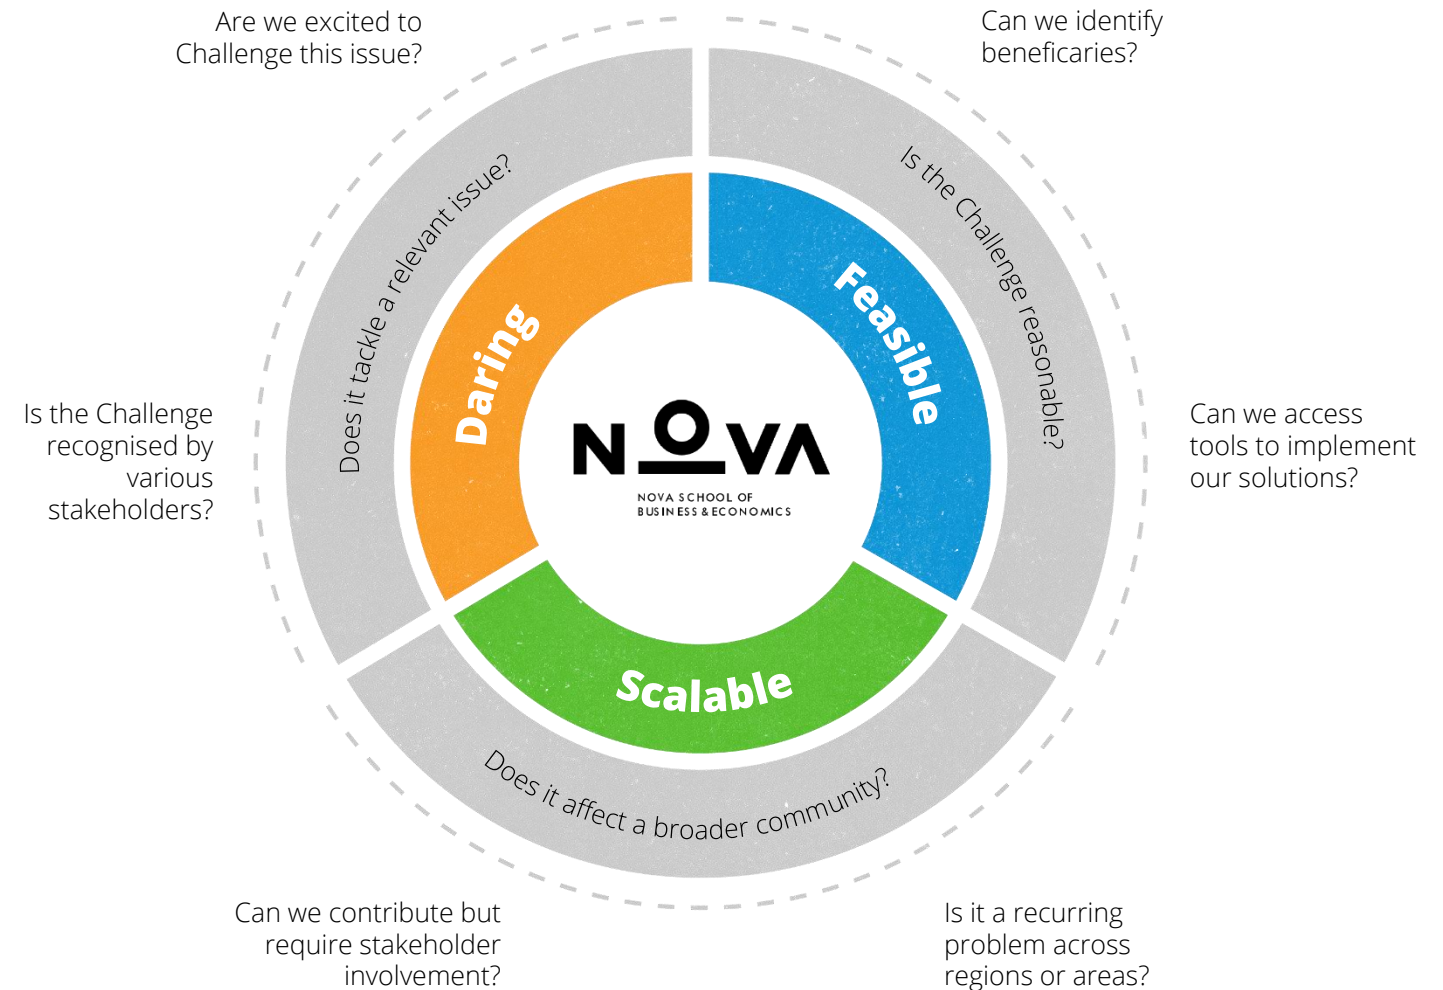 Are we excited to
Challenge this issue?
Can we identify
beneficaries?
Does it tackle a relevant issue?
Is the Challenge reasonable?
Daring
Feasible
Is the Challenge
recognised by
various
stakeholders?
NOVA
NOVA SCHOOL OF
BUSINESS & ECONOMICS
Can we access
tools to implement
our solutions?
Scalable
Does it affect a broader community?
Can we contribute but
require stakeholder
involvement?
Is it a recurring
problem across
regions or areas?